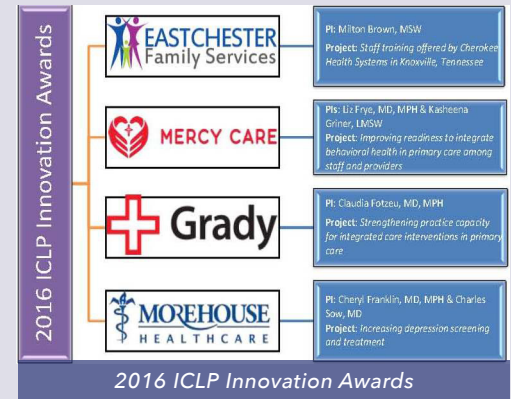 2016 ICLP Innovation Awards
EASTCHESTER
Family Services
PI: Milton Brown, MSW
Project: Staff training offered by Cherokee
Health Systems in Knoxville, Tennessee
MERCY CARE
PIs: Liz Frye, MD, MPH & Kasheena
Griner, LMSW
Project: Improving readiness to integrate
behavioral health in primary care among
staff and providers
Grady
PI: Claudia Fotzeu, MD, MPH
Project: Strengthening practice capacity
for integrated care interventions in primary
care
MOREHOUSE
HEALTHCARE
PI: Cheryl Franklin, MD, MPH & Charles
Sow, MD
Project: Increasing depression screening
and treatment
2016 ICLP Innovation Awards